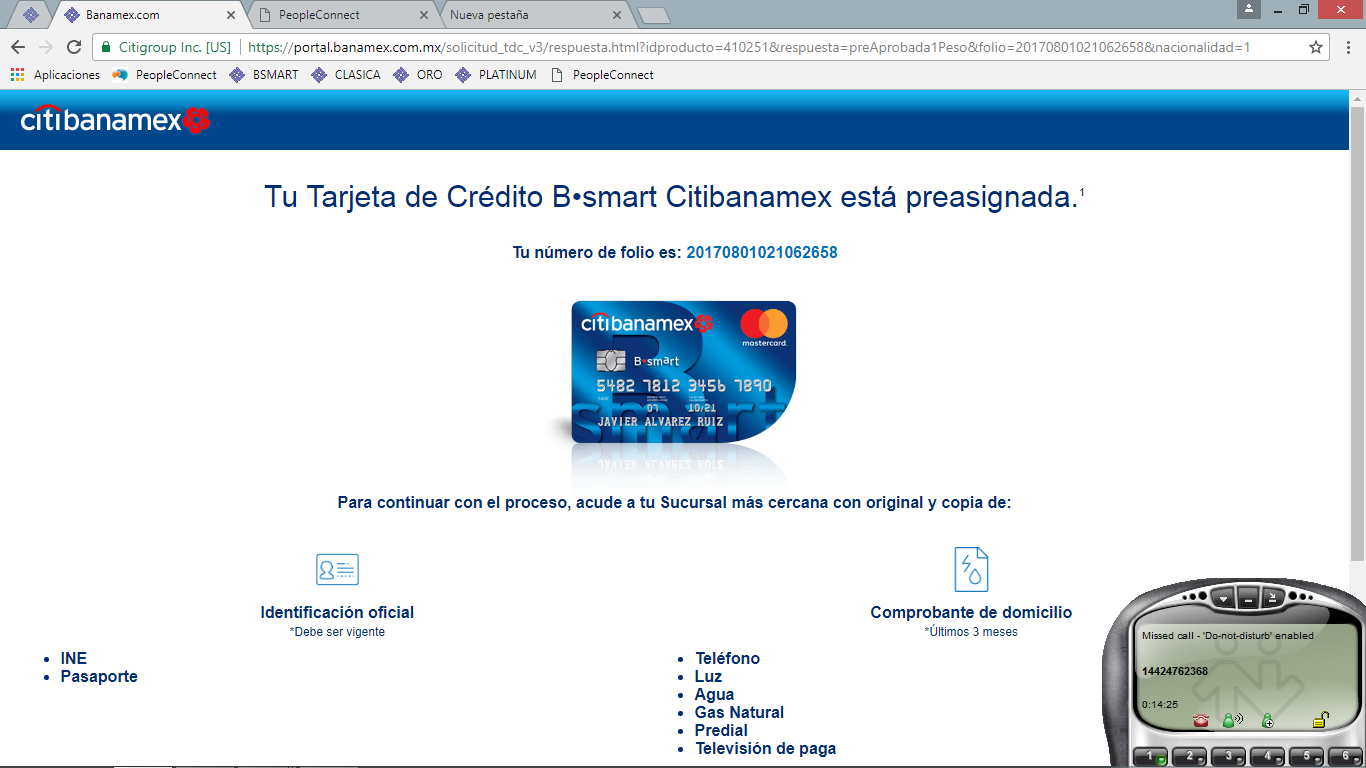 Banamex.com
PeopleConnect
Nueva pestaña
Citigroup Inc. [US]
https://portal.banamex.com.mx/solicitud_tdc_v3/respuesta.html?idproducto=410251&respuesta=preAprobada1Peso&folio=20170801021062658&nacionalidad=1
Aplicaciones PeopleConnect BSMART CLASICA ORO PLATINUM PeopleConnect
citibanamex
Tu Tarjeta de Crédito B•smart Citibanamex está preasignada.¹
Tu número de folio es: 20170801021062658
citibanamex
mastercard.
B•smart
5482 7812 3456 7890
07 10/21
JAVIER ALVAREZ RUIZ
smart
Para continuar con el proceso, acude a tu Sucursal más cercana con original y copia de:
Identificación oficial
*Debe ser vigente
• INE
• Pasaporte
Comprobante de domicilio
*Últimos 3 meses
• Teléfono
• Luz
• Agua
• Gas Natural
• Predial
• Televisión de paga
Missed call - 'Do-not-disturb' enabled
14424762368
0:14:25
1 2 3 4 5 6